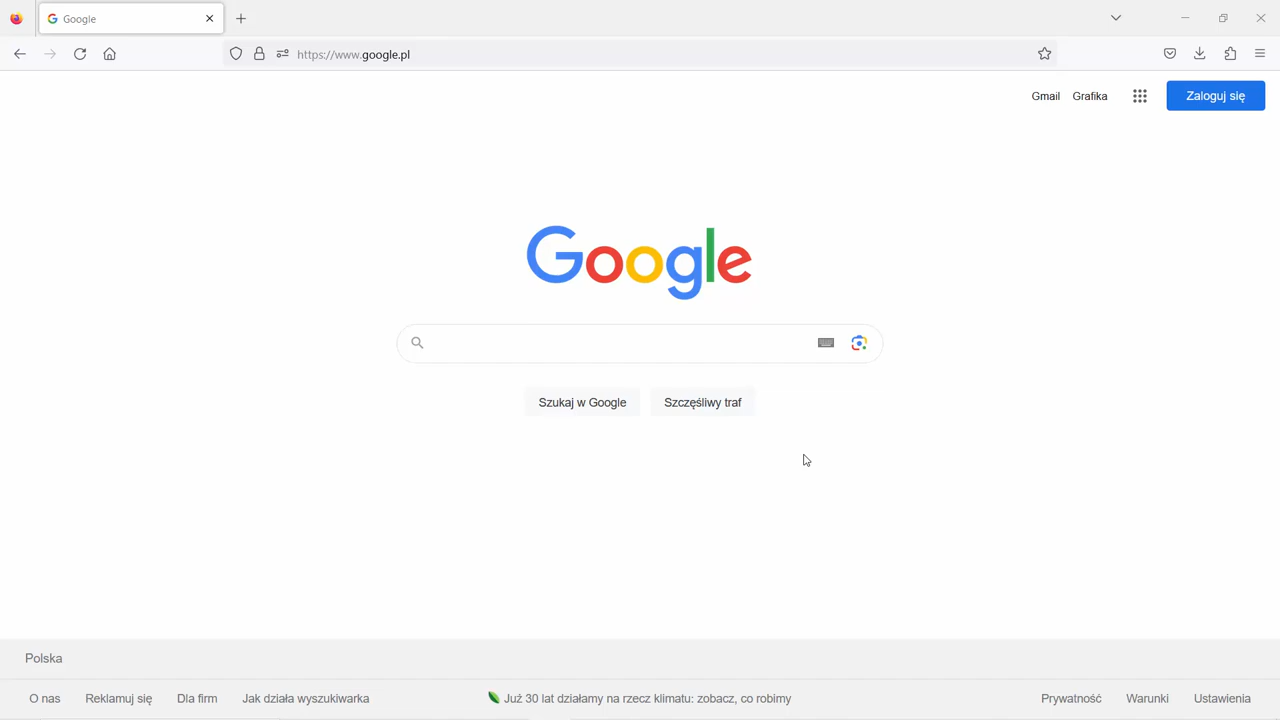 Google
https://www.google.pl
Gmail Grafika Zaloguj się
Google
Szukaj w Google Szczęśliwy traf
Polska
O nas Reklamuj się Dla firm Jak działa wyszukiwarka Już 30 lat działamy na rzecz klimatu: zobacz, co robimy Prywatność Warunki Ustawienia